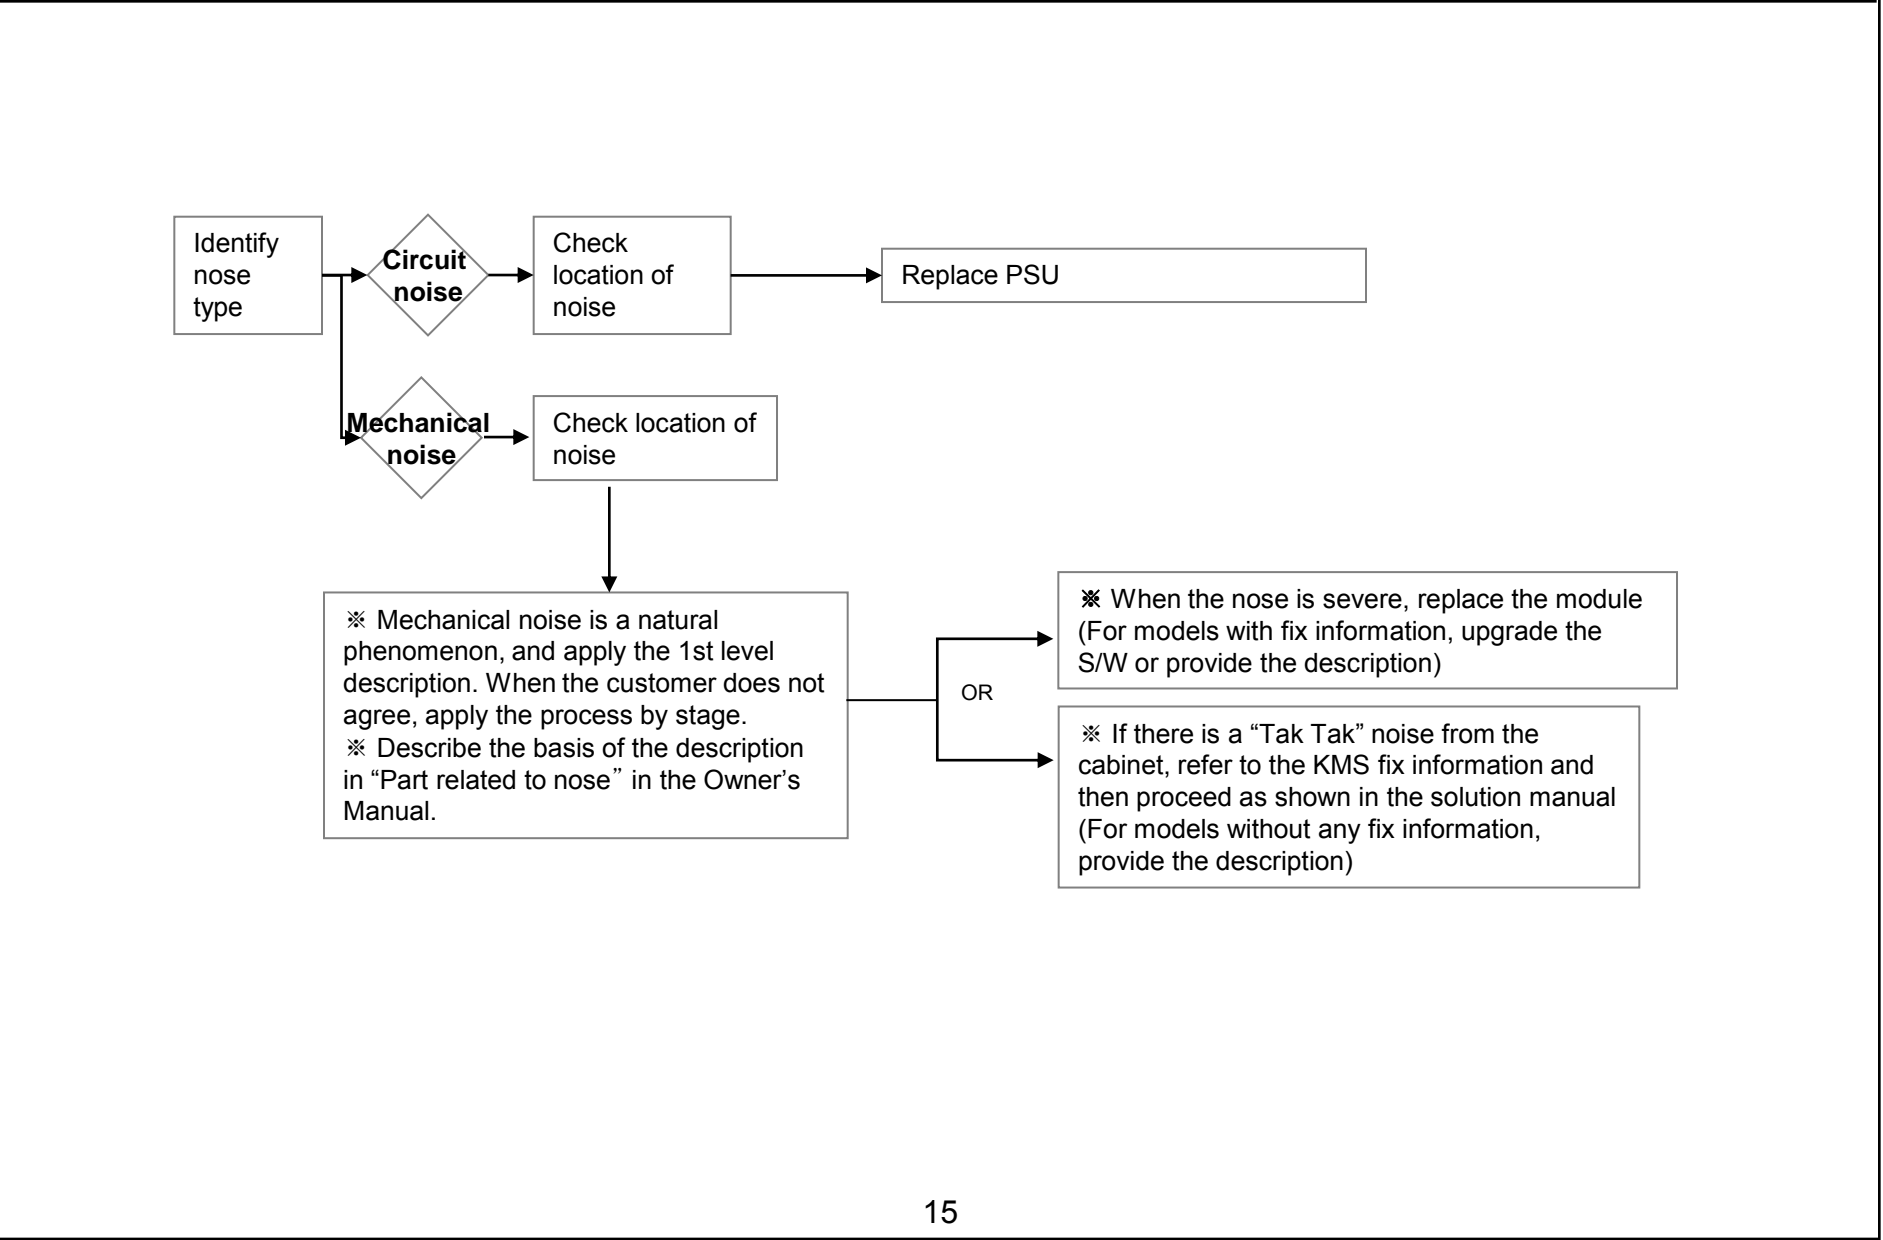 Identify
nose
type
Circuit
noise
Check
location of
noise
Replace PSU
Mechanical
noise
Check location of
noise
※ Mechanical noise is a natural
phenomenon, and apply the 1st level
description. When the customer does not
agree, apply the process by stage.
※ Describe the basis of the description
in “Part related to nose” in the Owner’s
Manual.
OR
※ When the nose is severe, replace the module
(For models with fix information, upgrade the
S/W or provide the description)
※ If there is a “Tak Tak” noise from the
cabinet, refer to the KMS fix information and
then proceed as shown in the solution manual
(For models without any fix information,
provide the description)
15